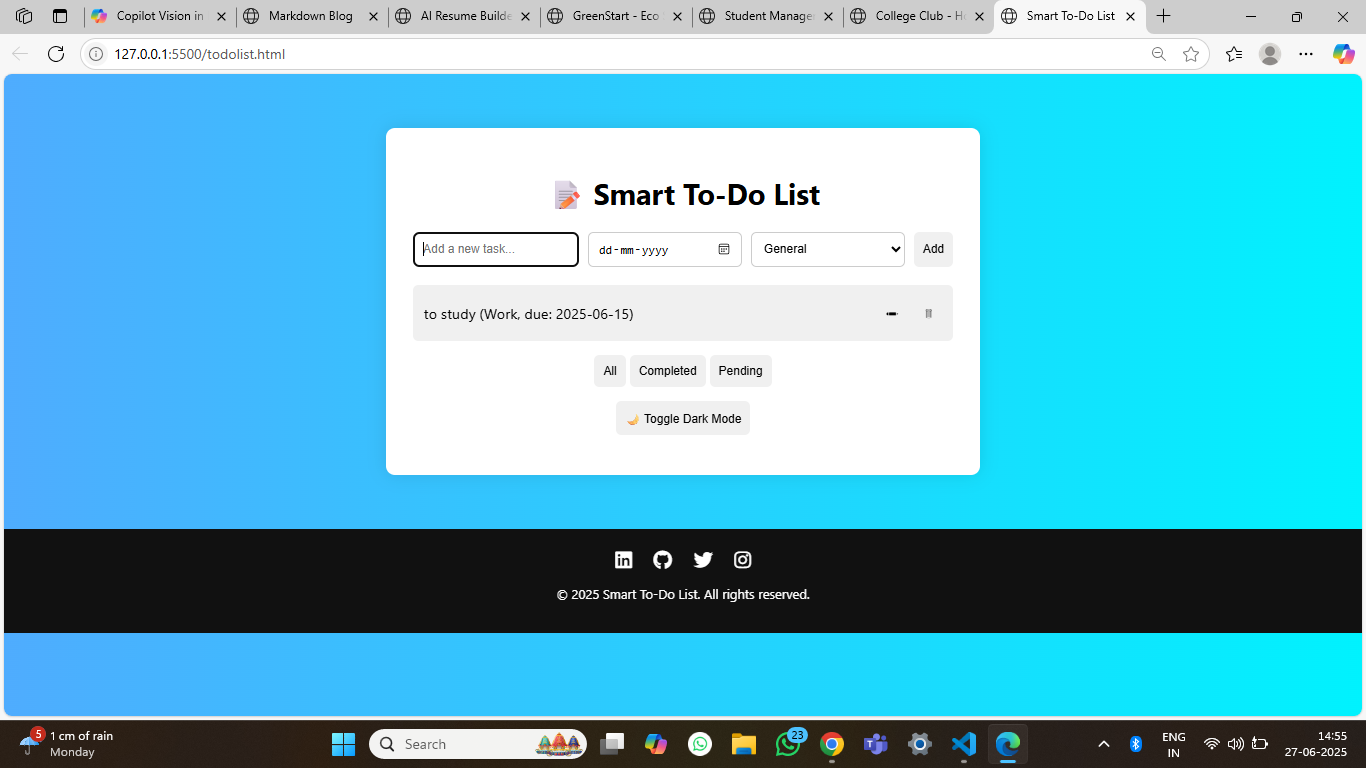 Copilot Vision in
Markdown Blog
AI Resume Builde
GreenStart - Eco
Student Manage
College Club - H
Smart To-Do List
127.0.0.1:5500/todolist.html
📝 Smart To-Do List
Add a new task...
dd-mm-yyyy
General
Add
to study (Work, due: 2025-06-15)
All
Completed
Pending
🌙 Toggle Dark Mode
© 2025 Smart To-Do List. All rights reserved.
5
1 cm of rain
Monday
Search
23
ENG
IN
14:55
27-06-2025